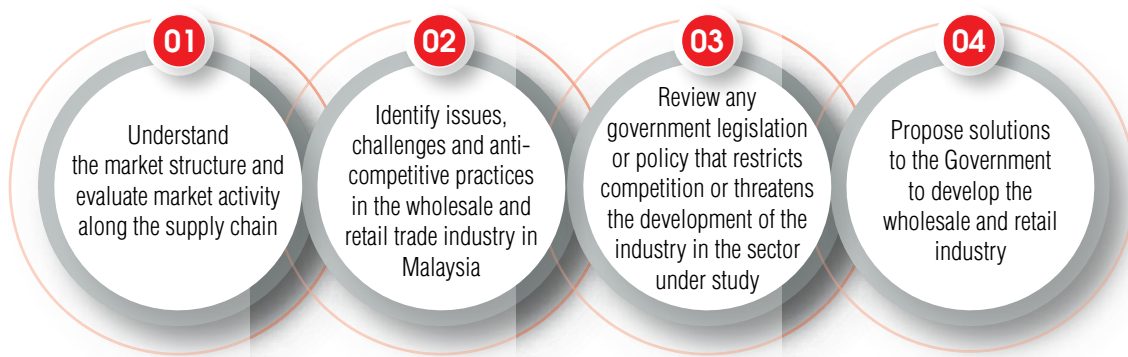 01
Understand
the market structure and
evaluate market activity
along the supply chain
02
Identify issues,
challenges and anti-
competitive practices
in the wholesale and
retail trade industry in
Malaysia
03
Review any
government legislation
or policy that restricts
competition or threatens
the development of the
industry in the sector
under study
04
Propose solutions
to the Government
to develop the
wholesale and retail
industry